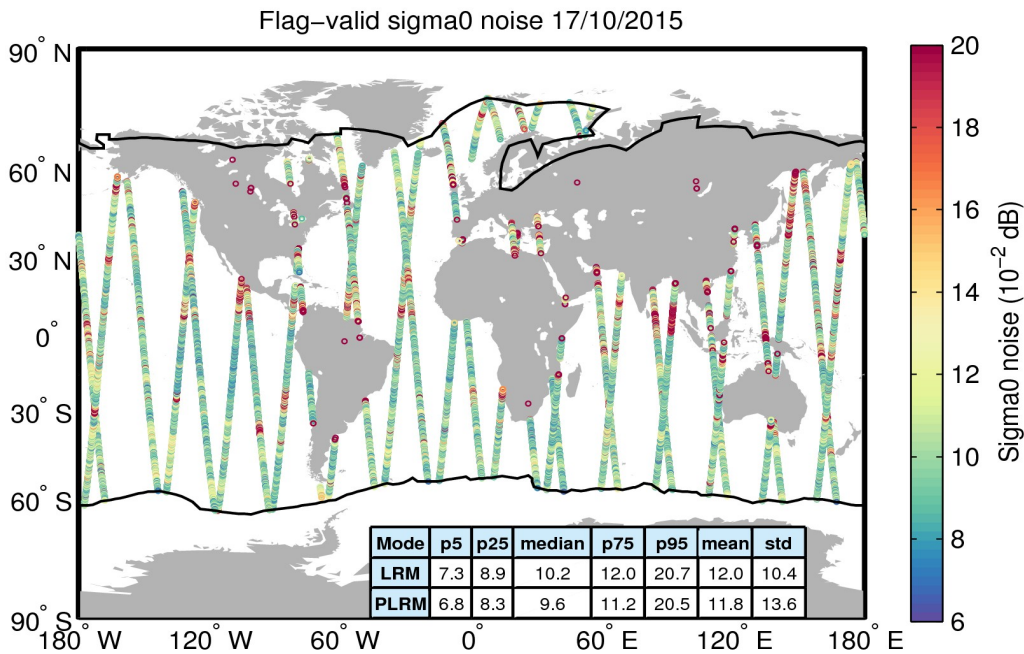 Flag−valid sigma0 noise 17/10/2015
90° N
60° N
30° N
0°
30° S
60° S
90° S
180° W
120° W
60° W
0°
60° E
120° E
180° E
20
18
16
14
12
10
8
6
Sigma0 noise (10⁻² dB)
Mode p5 p25 median p75 p95 mean std
LRM 7.3 8.9 10.2 12.0 20.7 12.0 10.4
PLRM 6.8 8.3 9.6 11.2 20.5 11.8 13.6